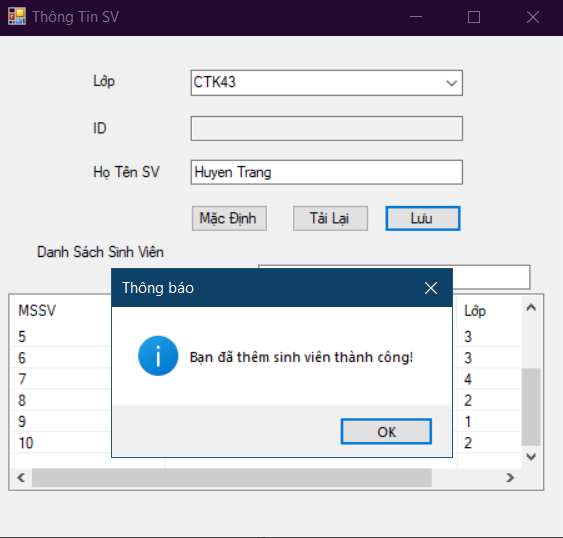 Thông Tin SV
Lớp CTK43
ID
Họ Tên SV Huyen Trang
Mặc Định Tải Lại Lưu
Danh Sách Sinh Viên
Thông báo
Bạn đã thêm sinh viên thành công!
OK
MSSV Lớp
5 3
6 3
7 4
8 2
9 1
10 2